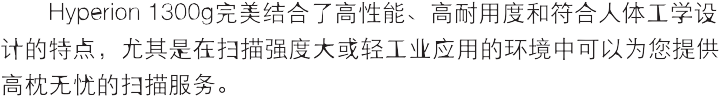 Hyperion 1300g完美结合了高性能、高耐用度和符合人体工学设
计的特点，尤其是在扫描强度大或轻工业应用的环境中可以为您提供
高枕无忧的扫描服务。